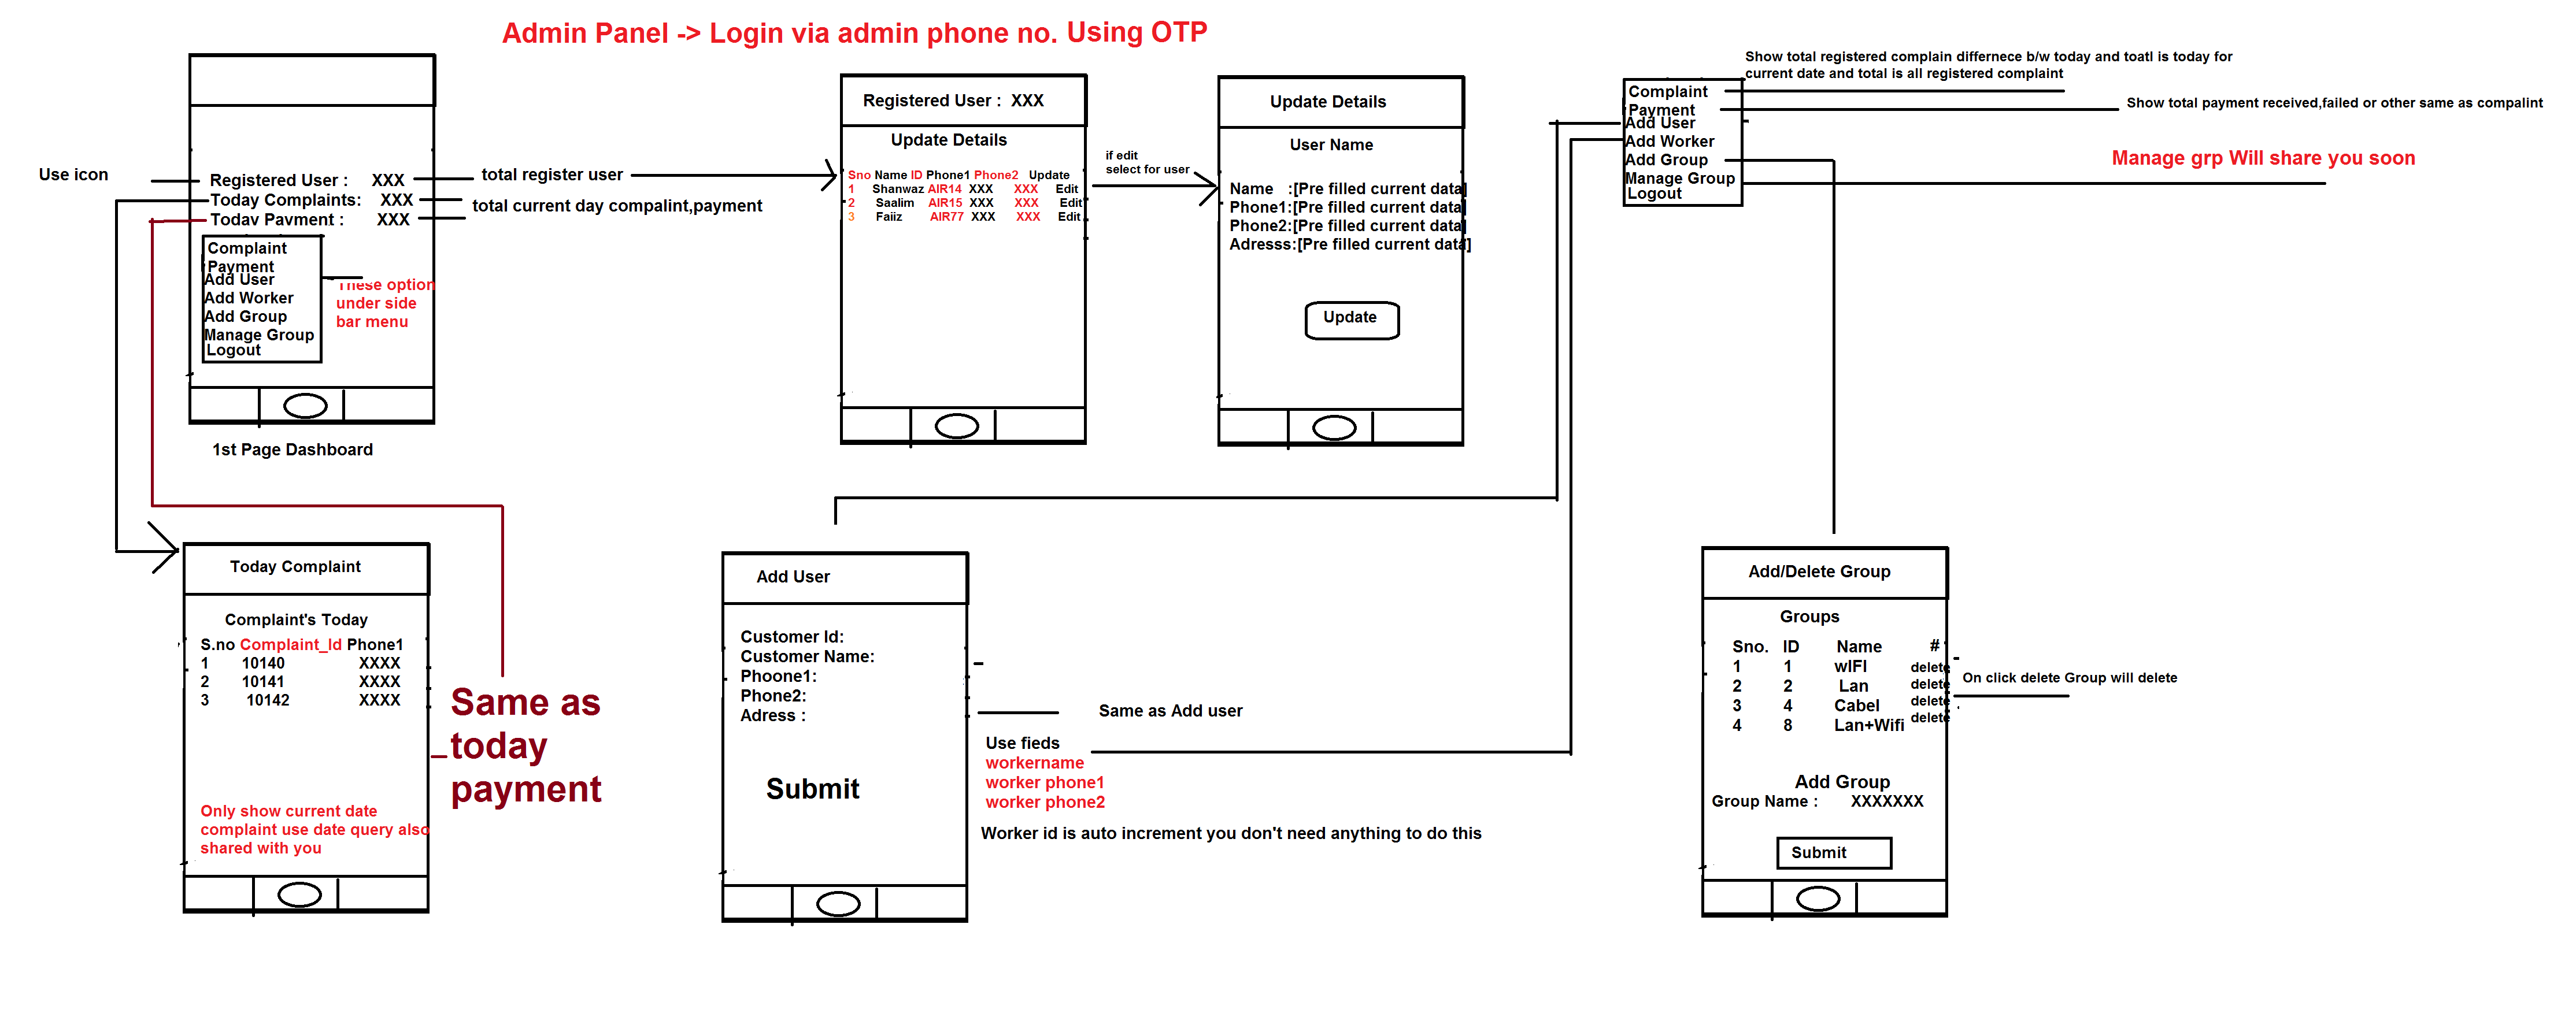 Admin Panel -> Login via admin phone no. Using OTP
Use icon
Registered User : XXX
Today Complaints: XXX
Today Payment : XXX
total register user
total current day compalint,payment
Complaint
Payment
Add User
Add Worker
Add Group
Manage Group
Logout
These option
under side
bar menu
1st Page Dashboard
Registered User : XXX
Update Details
Sno Name ID Phone1 Phone2 Update
1 Shanwaz AIR14 XXX XXX Edit
2 Saalim AIR15 XXX XXX Edit
3 Faiiz AIR77 XXX XXX Edit
if edit
select for user
Update Details
User Name
Name :[Pre filled current data]
Phone1:[Pre filled current data]
Phone2:[Pre filled current data]
Adresss:[Pre filled current data]
Update
Show total registered complain differnece b/w today and toatl is today for
current date and total is all registered complaint
Complaint
Payment
Add User
Add Worker
Add Group
Manage Group
Logout
Show total payment received,failed or other same as compalint
Manage grp Will share you soon
Today Complaint
Complaint's Today
S.no Complaint_Id Phone1
1 10140 XXXX
2 10141 XXXX
3 10142 XXXX
Only show current date
complaint use date query also
shared with you
Same as
today
payment
Add User
Customer Id:
Customer Name:
Phoone1:
Phone2:
Adress :
Submit
Same as Add user
Use fieds
workername
worker phone1
worker phone2
Worker id is auto increment you don't need anything to do this
Add/Delete Group
Groups
Sno. ID Name #
1 1 wIFI delete
2 2 Lan delete
3 4 Cabel delete
4 8 Lan+Wifi delete
On click delete Group will delete
Add Group
Group Name : XXXXXXX
Submit